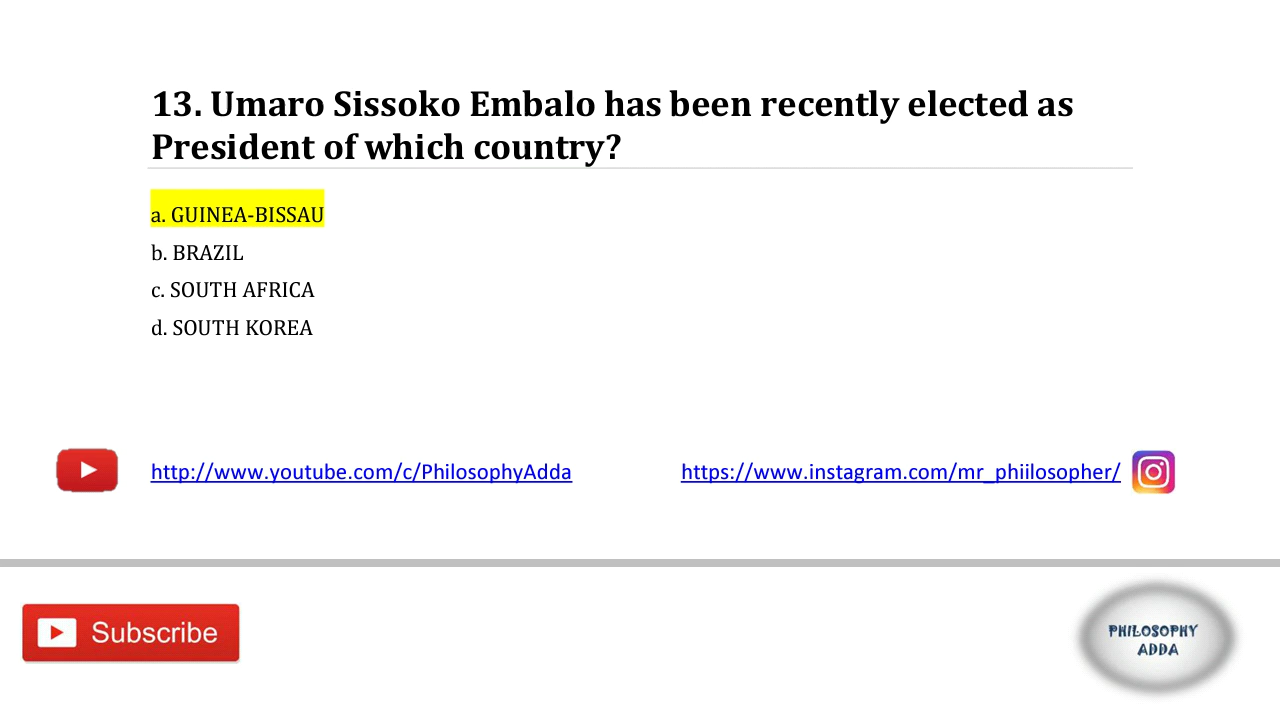 13. Umaro Sissoko Embalo has been recently elected as
President of which country?
a. GUINEA-BISSAU
b. BRAZIL
c. SOUTH AFRICA
d. SOUTH KOREA
http://www.youtube.com/c/PhilosophyAdda
https://www.instagram.com/mr_phiilosopher/
Subscribe
PHILOSOPHY
ADDA